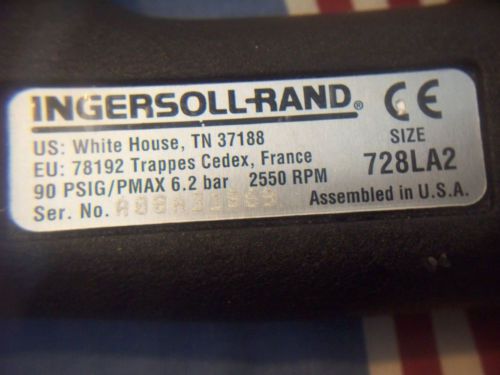 INGERSOLL-RAND® CE
US: White House, TN 37188
SIZE
EU: 78192 Trappes Cedex, France
728LA2
90 PSIG/PMAX 6.2 bar 2550 RPM
Ser. No.
Assembled in U.S.A.